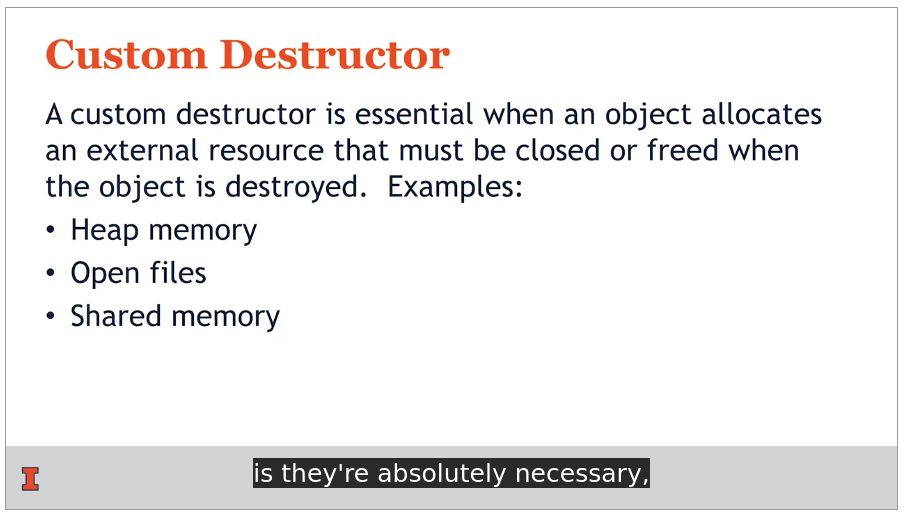 Custom Destructor
A custom destructor is essential when an object allocates
an external resource that must be closed or freed when
the object is destroyed.  Examples:
• Heap memory
• Open files
• Shared memory
I
is they're absolutely necessary,